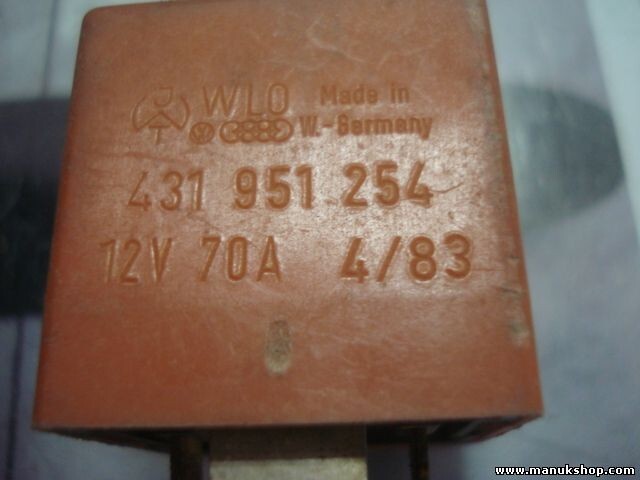 WLO Made in
W.-Germany
431 951 254
12V 70A 4/83
www.manukshop.com